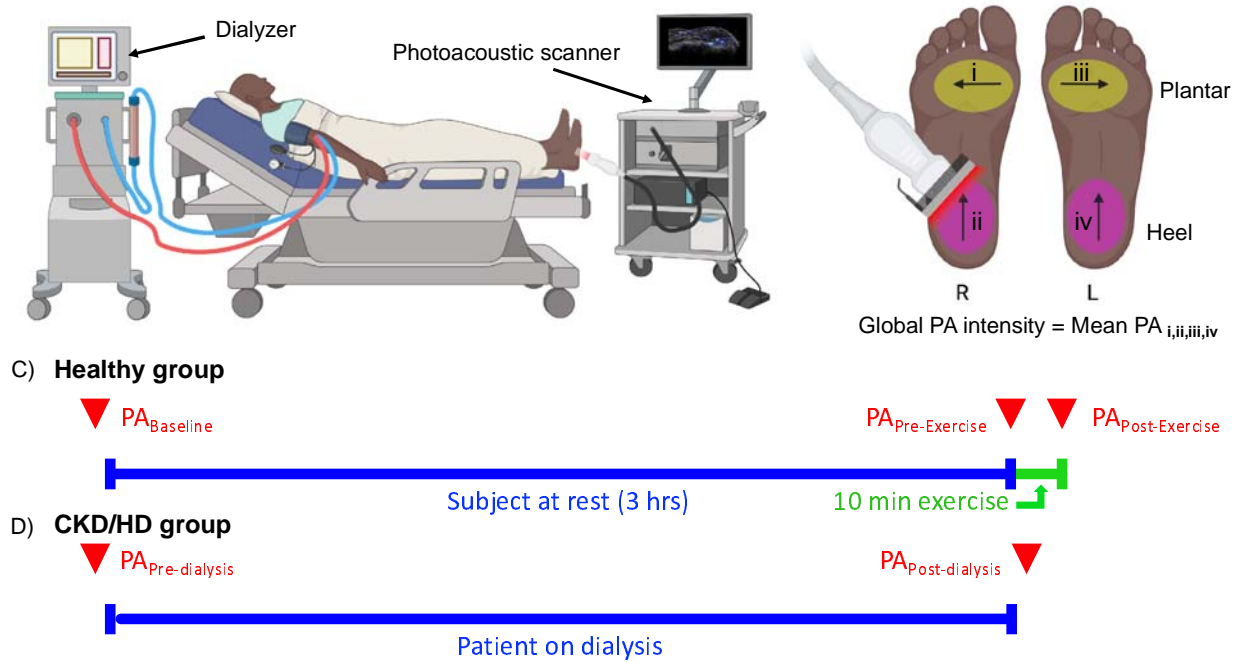 Dialyzer
Photoacoustic scanner
i
iii
Plantar
ii
iv
Heel
R
L
Global PA intensity = Mean PA i,ii,iii,iv
C) Healthy group
PABaseline
PAPre-Exercise
PAPost-Exercise
Subject at rest (3 hrs)
10 min exercise
D) CKD/HD group
PAPre-dialysis
PAPost-dialysis
Patient on dialysis